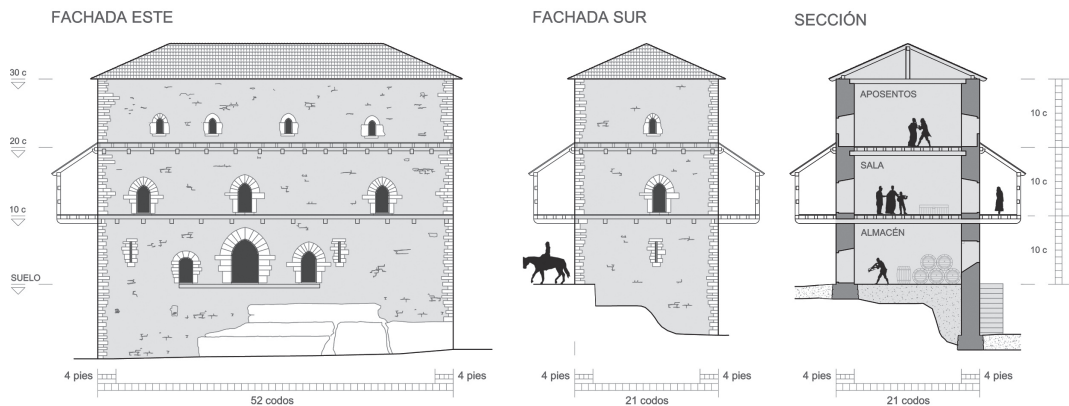 FACHADA ESTE
FACHADA SUR
SECCIÓN
30 c
20 c
10 c
SUELO
APOSENTOS
SALA
ALMACÉN
10 c
10 c
10 c
4 pies
4 pies
4 pies
4 pies
4 pies
4 pies
52 codos
21 codos
21 codos